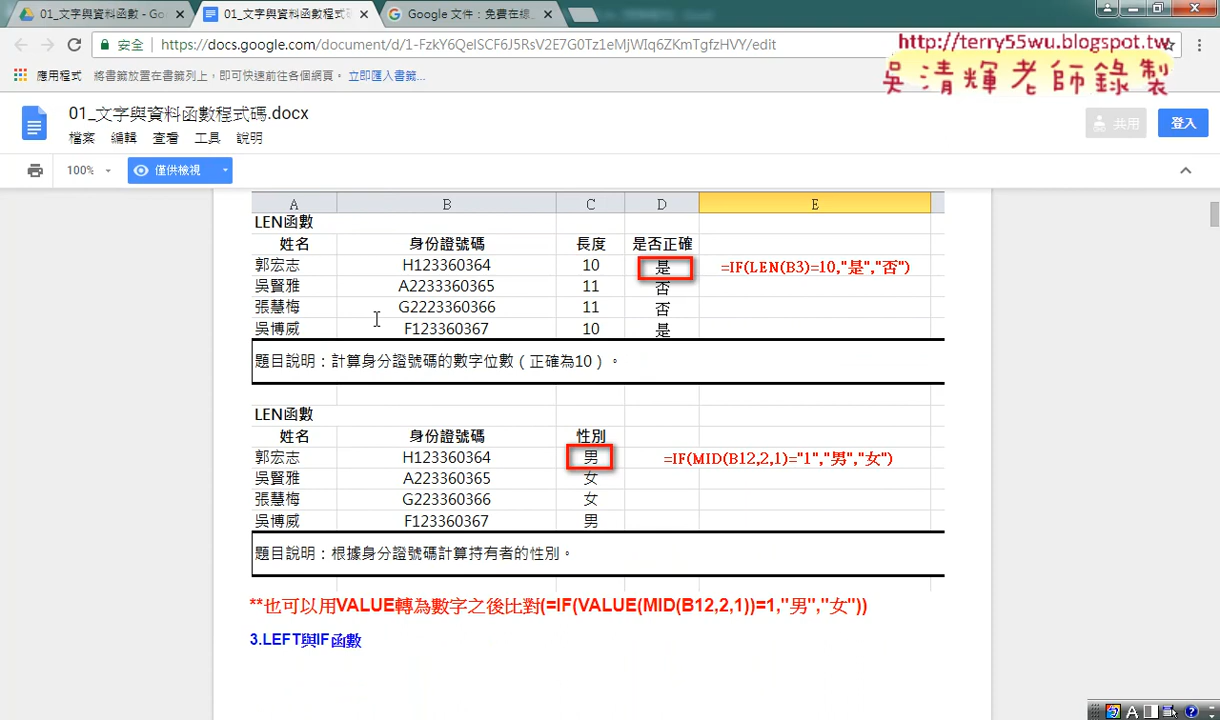 01_文字與資料函數 - Go
01_文字與資料函數程式碼
Google 文件：免費在線
安全
https://docs.google.com/document/d/1-FzkY6QeISCF6J5RsV2E7G0Tz1eMjWIq6ZKmTgfzHVY/edit
http://terry55wu.blogspot.tw
吳清輝老師錄製
應用程式 將書籤放置在書籤列上，即可快速前往各個網頁。 立即匯入書籤...
01_文字與資料函數程式碼.docx
檔案 編輯 查看 工具 說明
共用
登入
100%
僅供檢視
A B C D E
LEN函數
姓名 身份證號碼 長度 是否正確
郭宏志 H123360364 10 是 =IF(LEN(B3)=10,"是","否")
吳賢雅 A2233360365 11 否
張慧梅 G2223360366 11 否
吳博威 F123360367 10 是
題目說明：計算身分證號碼的數字位數（正確為10）。
LEN函數
姓名 身份證號碼 性別
郭宏志 H123360364 男 =IF(MID(B12,2,1)="1","男","女")
吳賢雅 A223360365 女
張慧梅 G223360366 女
吳博威 F123360367 男
題目說明：根據身分證號碼計算持有者的性別。
**也可以用VALUE轉為數字之後比對(=IF(VALUE(MID(B12,2,1))=1,"男","女"))
3.LEFT與IF函數